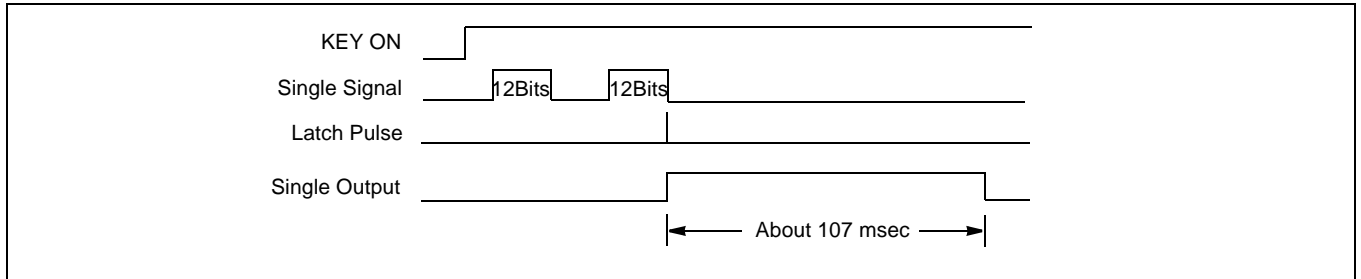 KEY ON
Single Signal
12Bits 12Bits
Latch Pulse
Single Output
About 107 msec